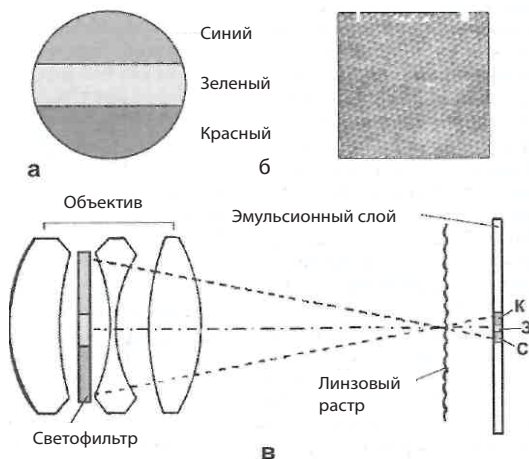 Синий
Зеленый
Красный
а
б
Объектив
Эмульсионный слой
К
З
С
Линзовый
растр
Светофильтр
в